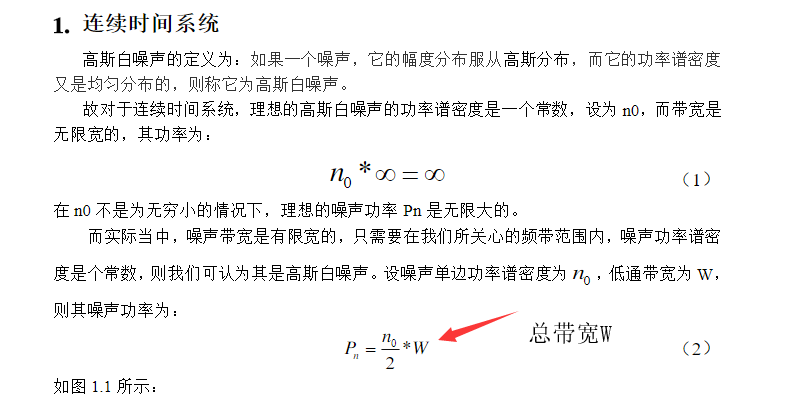 1. 连续时间系统
高斯白噪声的定义为：如果一个噪声，它的幅度分布服从高斯分布，而它的功率谱密度
又是均匀分布的，则称它为高斯白噪声。
故对于连续时间系统，理想的高斯白噪声的功率谱密度是一个常数，设为 n0，而带宽是
无限宽的，其功率为：
n₀ * ∞ = ∞ （1）
在 n0 不是为无穷小的情况下，理想的噪声功率 Pn 是无限大的。
而实际当中，噪声带宽是有限宽的，只需要在我们所关心的频带范围内，噪声功率谱密
度是个常数，则我们可认为其是高斯白噪声。设噪声单边功率谱密度为 n₀，低通带宽为 W，
则其噪声功率为：
Pₙ = n₀/2 * W 总带宽W （2）
如图 1.1 所示：